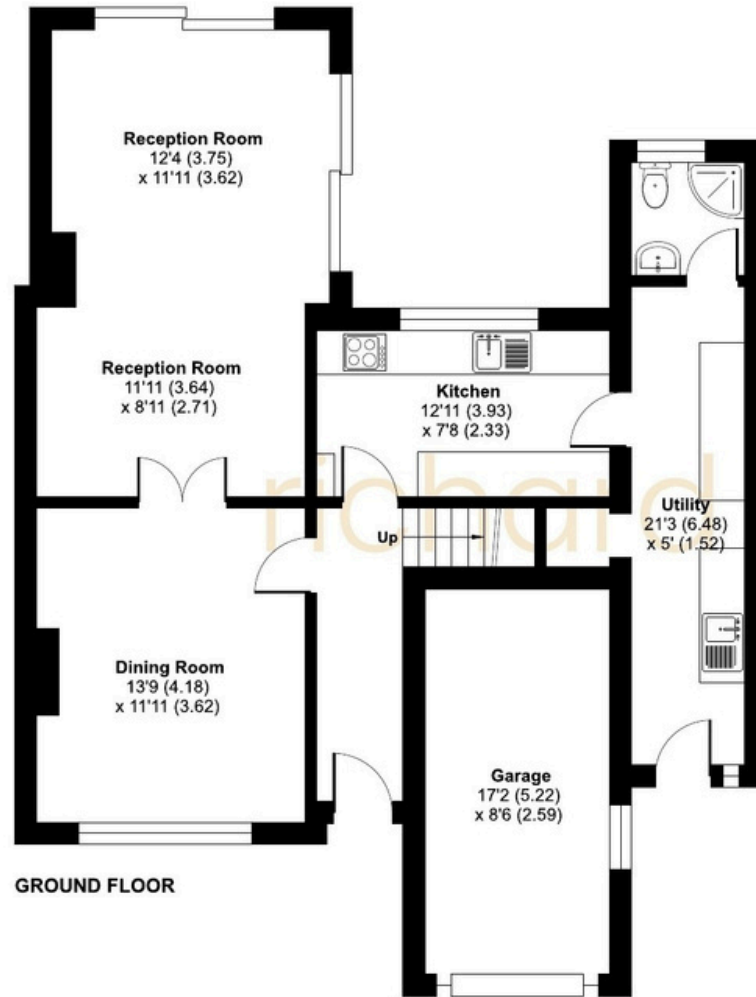 Reception Room
12'4 (3.75)
x 11'11 (3.62)
Reception Room
11'11 (3.64)
x 8'11 (2.71)
Kitchen
12'11 (3.93)
x 7'8 (2.33)
richard
Utility
21'3 (6.48)
x 5' (1.52)
Up
Dining Room
13'9 (4.18)
x 11'11 (3.62)
Garage
17'2 (5.22)
x 8'6 (2.59)
GROUND FLOOR